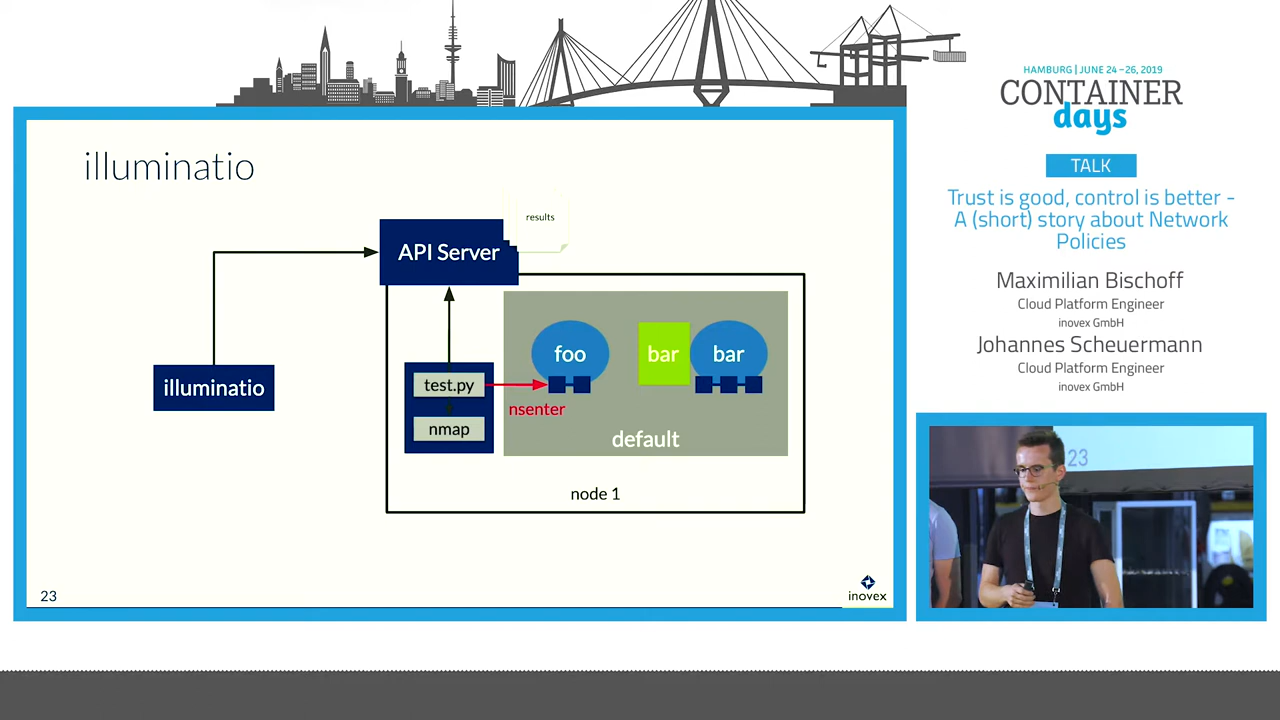 illuminatio
results
API Server
foo
bar
bar
illuminatio
test.py
nsenter
nmap
default
node 1
23
inovex
HAMBURG | JUNE 24 –26, 2019
CONTAINER
days
TALK
Trust is good, control is better -
A (short) story about Network
Policies
Maximilian Bischoff
Cloud Platform Engineer
inovex GmbH
Johannes Scheuermann
Cloud Platform Engineer
inovex GmbH
23